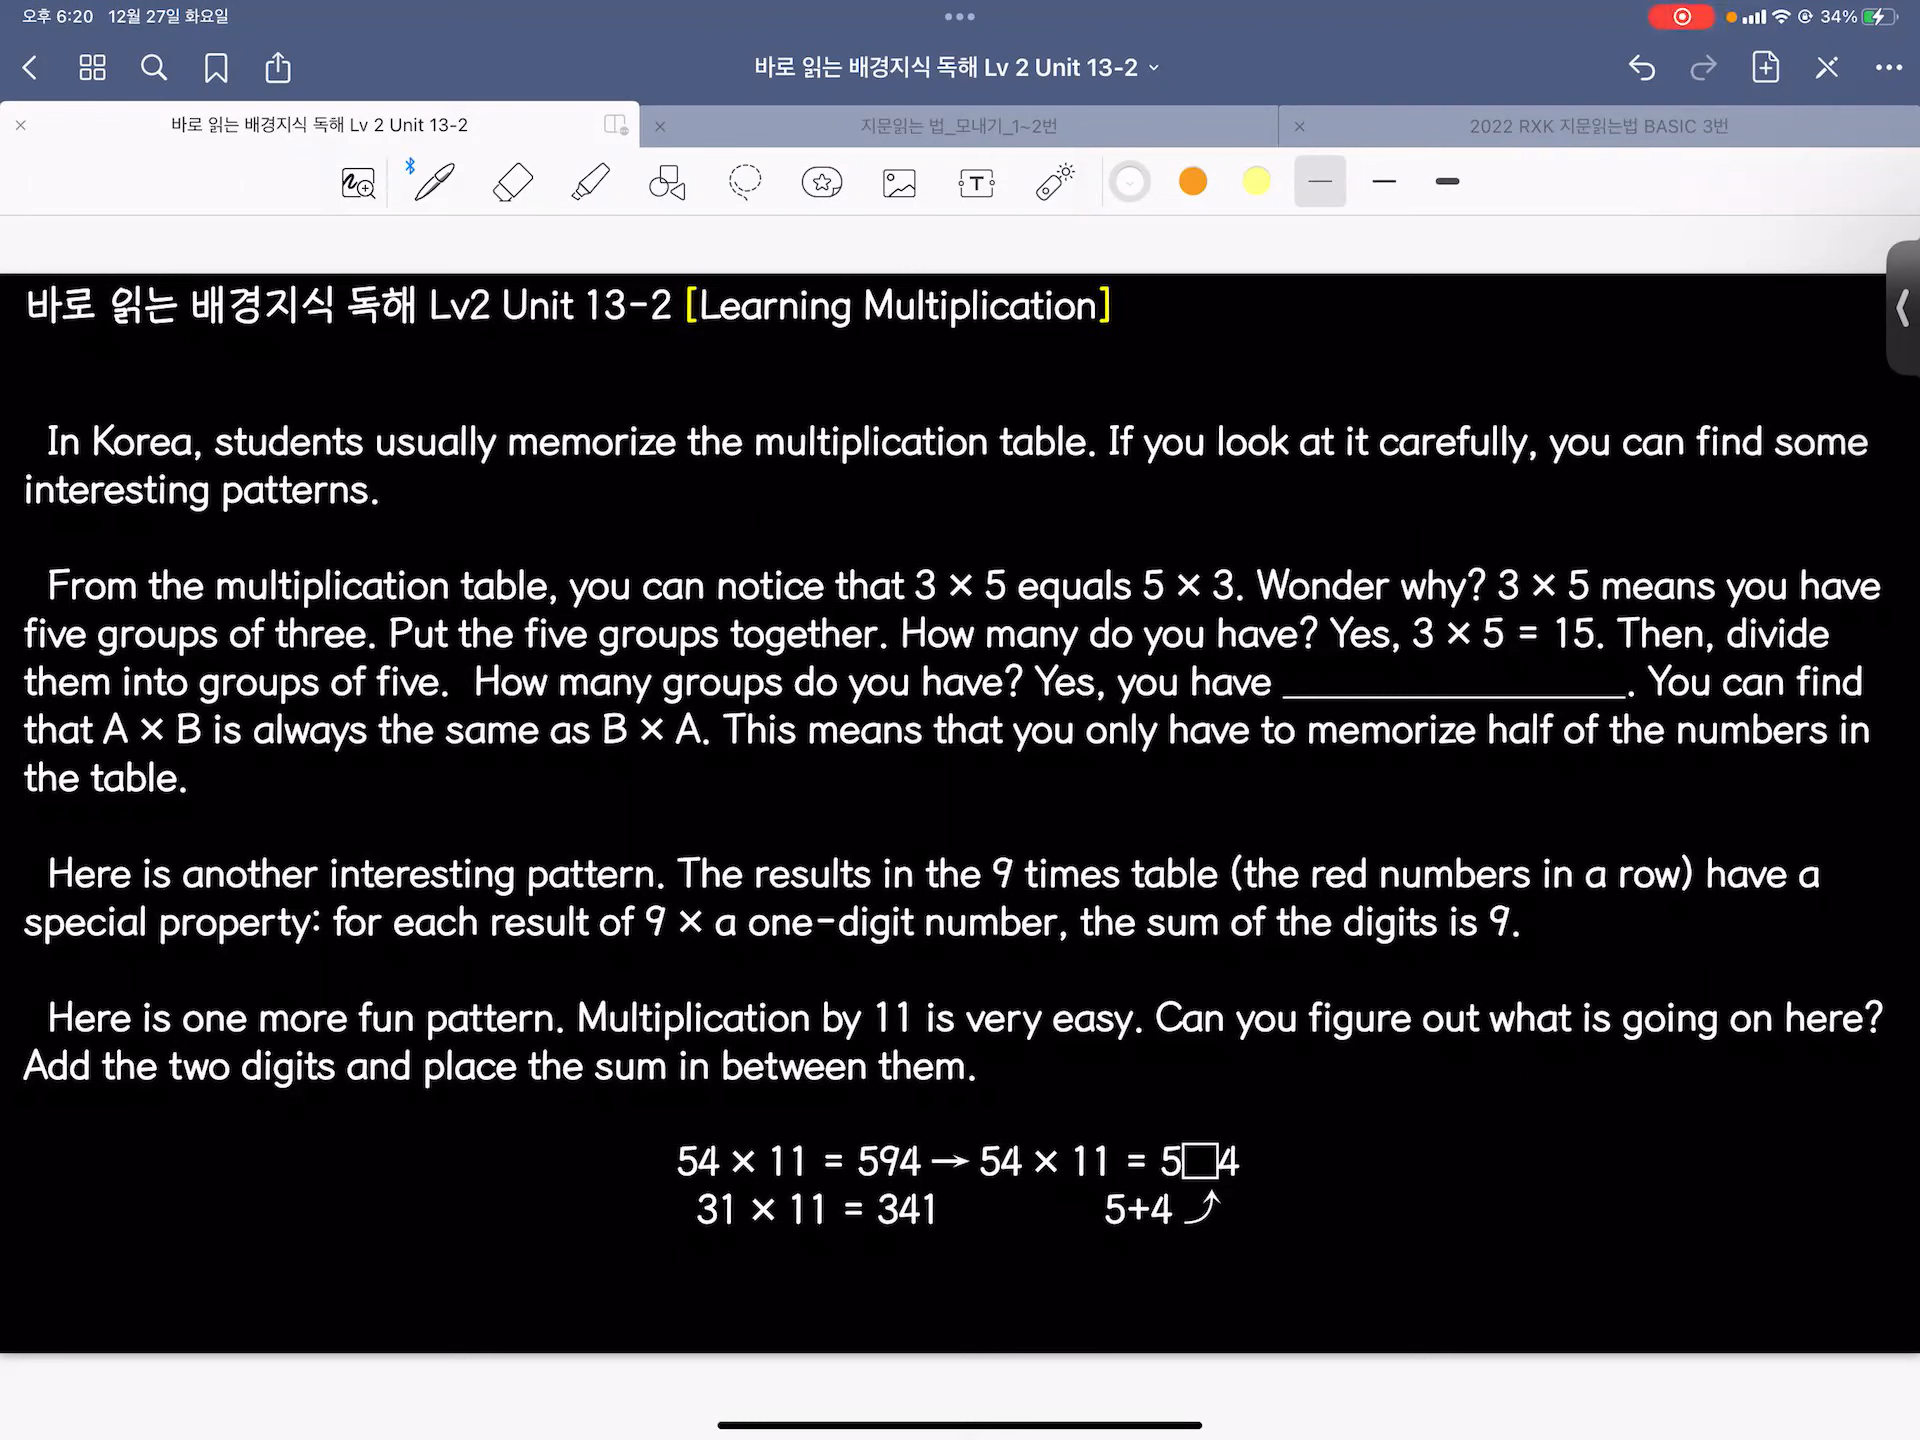 오후 6:20 12월 27일 화요일
34%
바로 읽는 배경지식 독해 Lv 2 Unit 13-2
바로 읽는 배경지식 독해 Lv 2 Unit 13-2
지문읽는 법_모내기_1~2번
2022 RXK 지문읽는법 BASIC 3번
T
바로 읽는 배경지식 독해 Lv2 Unit 13-2 [Learning Multiplication]
In Korea, students usually memorize the multiplication table. If you look at it carefully, you can find some
interesting patterns.
From the multiplication table, you can notice that 3 × 5 equals 5 × 3. Wonder why? 3 × 5 means you have
five groups of three. Put the five groups together. How many do you have? Yes, 3 × 5 = 15. Then, divide
them into groups of five. How many groups do you have? Yes, you have ________________. You can find
that A × B is always the same as B × A. This means that you only have to memorize half of the numbers in
the table.
Here is another interesting pattern. The results in the 9 times table (the red numbers in a row) have a
special property: for each result of 9 × a one-digit number, the sum of the digits is 9.
Here is one more fun pattern. Multiplication by 11 is very easy. Can you figure out what is going on here?
Add the two digits and place the sum in between them.
54 × 11 = 594 → 54 × 11 = 5□4
31 × 11 = 341 5+4 ⤴